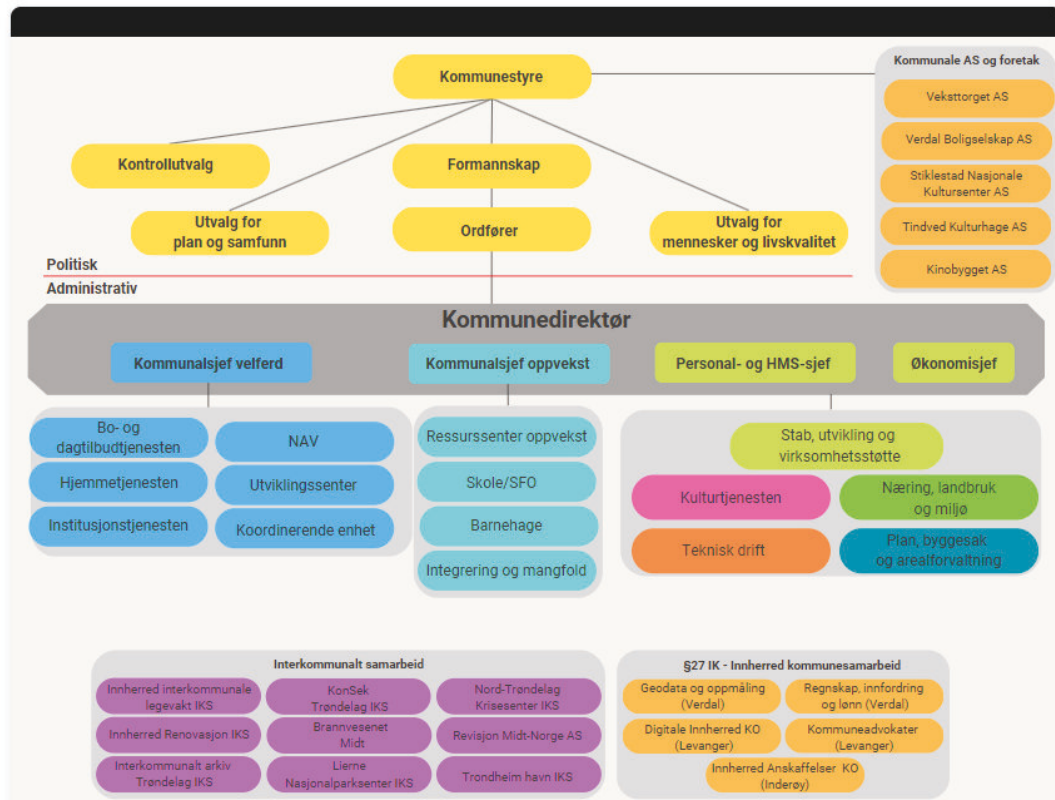 Kommunestyre
Kommunale AS og foretak
Veksttorget AS
Verdal Boligselskap AS
Stiklestad Nasjonale
Kultursenter AS
Tindved Kulturhage AS
Kinobygget AS
Kontrollutvalg
Formannskap
Utvalg for
plan og samfunn
Ordfører
Utvalg for
mennesker og livskvalitet
Politisk
Administrativ
Kommunedirektør
Kommunalsjef velferd
Kommunalsjef oppvekst
Personal- og HMS-sjef
Økonomisjef
Bo- og
dagtilbudtjenesten
NAV
Hjemmetjenesten
Utviklingssenter
Institusjonstjenesten
Koordinerende enhet
Ressurssenter oppvekst
Skole/SFO
Barnehage
Integrering og mangfold
Stab, utvikling og
virksomhetsstøtte
Kulturtjenesten
Næring, landbruk
og miljø
Teknisk drift
Plan, byggesak
og arealforvaltning
Interkommunalt samarbeid
Innherred interkommunale
legevakt IKS
KonSek
Trøndelag IKS
Nord-Trøndelag
Krisesenter IKS
Innherred Renovasjon IKS
Brannvesenet
Midt
Revisjon Midt-Norge AS
Interkommunalt arkiv
Trøndelag IKS
Lierne
Nasjonalparksenter IKS
Trondheim havn IKS
§27 IK - Innherred kommunesamarbeid
Geodata og oppmåling
(Verdal)
Regnskap, innfordring
og lønn (Verdal)
Digitale Innherred KO
(Levanger)
Kommuneadvokater
(Levanger)
Innherred Anskaffelser KO
(Inderøy)